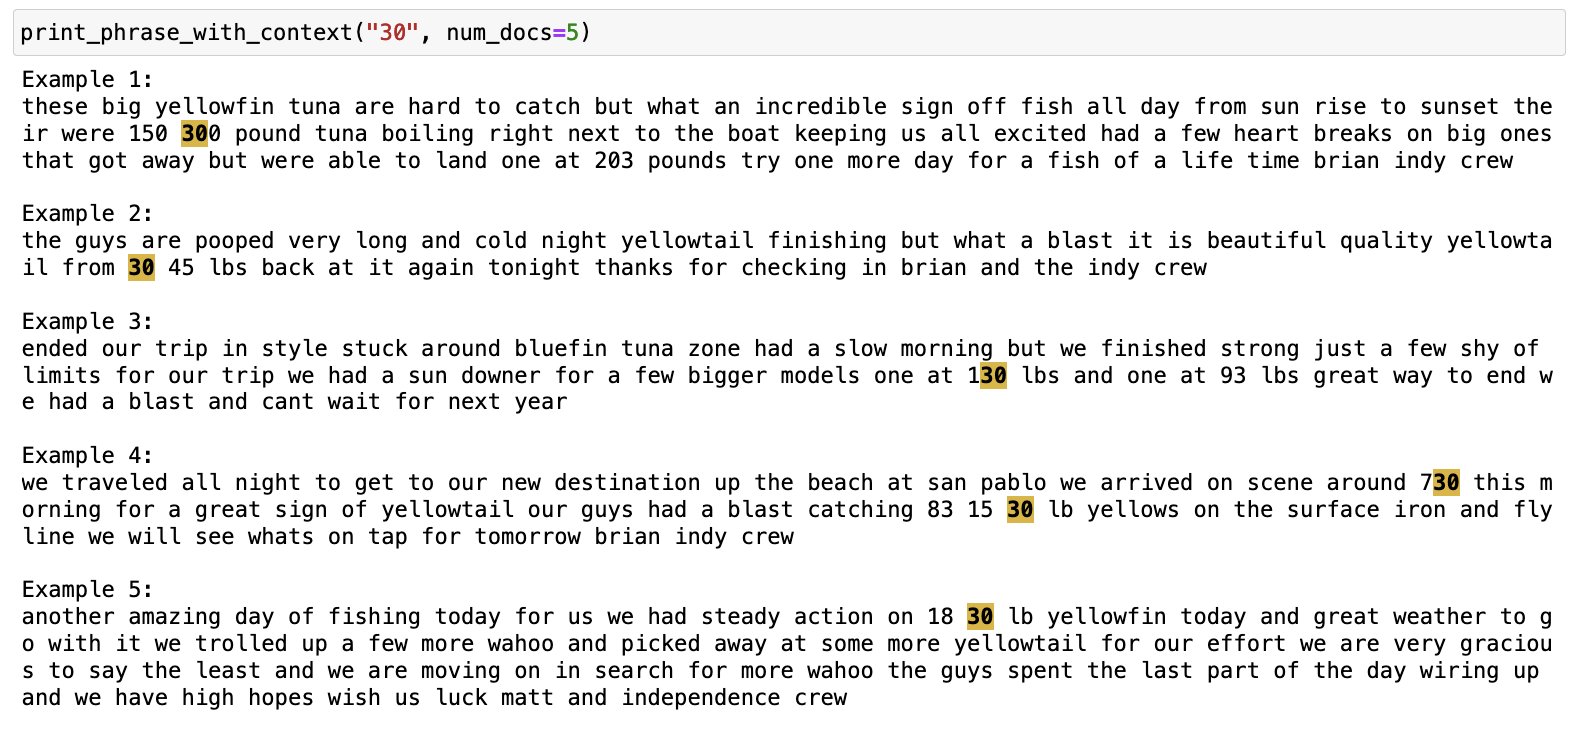 print_phrase_with_context("30", num_docs=5)
Example 1:
these big yellowfin tuna are hard to catch but what an incredible sign off fish all day from sun rise to sunset the
ir were 150 300 pound tuna boiling right next to the boat keeping us all excited had a few heart breaks on big ones
that got away but were able to land one at 203 pounds try one more day for a fish of a life time brian indy crew
Example 2:
the guys are pooped very long and cold night yellowtail finishing but what a blast it is beautiful quality yellowta
il from 30 45 lbs back at it again tonight thanks for checking in brian and the indy crew
Example 3:
ended our trip in style stuck around bluefin tuna zone had a slow morning but we finished strong just a few shy of
limits for our trip we had a sun downer for a few bigger models one at 130 lbs and one at 93 lbs great way to end w
e had a blast and cant wait for next year
Example 4:
we traveled all night to get to our new destination up the beach at san pablo we arrived on scene around 730 this m
orning for a great sign of yellowtail our guys had a blast catching 83 15 30 lb yellows on the surface iron and fly
line we will see whats on tap for tomorrow brian indy crew
Example 5:
another amazing day of fishing today for us we had steady action on 18 30 lb yellowfin today and great weather to g
o with it we trolled up a few more wahoo and picked away at some more yellowtail for our effort we are very graciou
s to say the least and we are moving on in search for more wahoo the guys spent the last part of the day wiring up
and we have high hopes wish us luck matt and independence crew